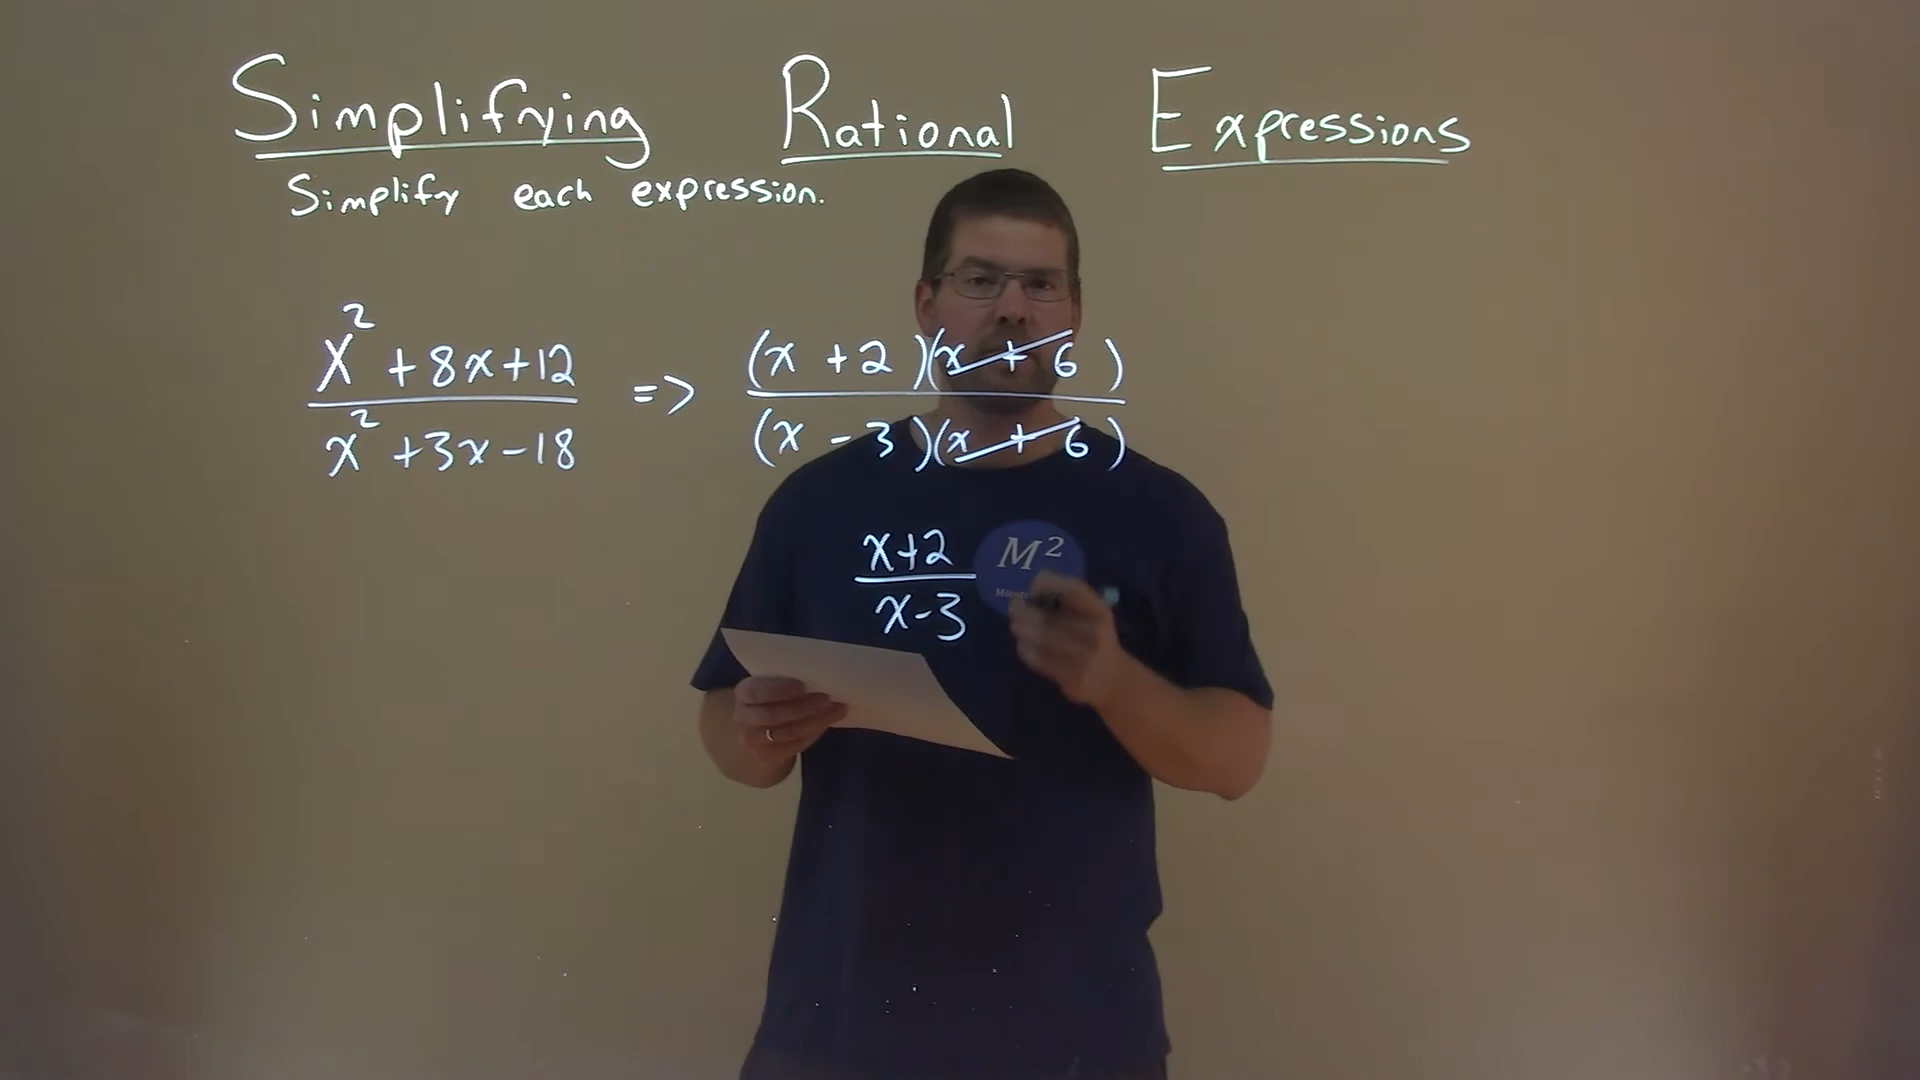 Simplifying Rational Expressions
Simplify each expression.
x² + 8x + 12
x² + 3x - 18
=>
(x + 2)(x + 6)
(x - 3)(x + 6)
x+2
x-3
M²